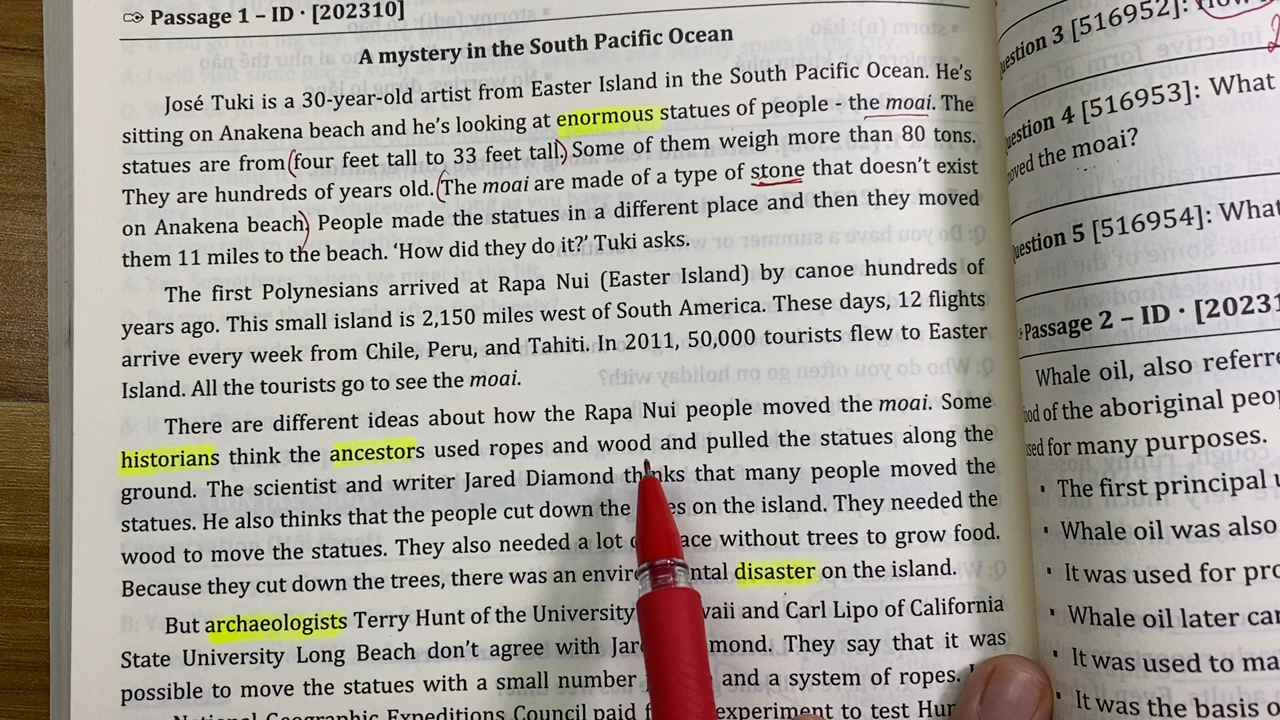 Passage 1 – ID · [202310]
A mystery in the South Pacific Ocean
José Tuki is a 30-year-old artist from Easter Island in the South Pacific Ocean. He's
sitting on Anakena beach and he's looking at enormous statues of people - the moai. The
statues are from four feet tall to 33 feet tall. Some of them weigh more than 80 tons.
They are hundreds of years old. The moai are made of a type of stone that doesn't exist
on Anakena beach. People made the statues in a different place and then they moved
them 11 miles to the beach. 'How did they do it?' Tuki asks.
The first Polynesians arrived at Rapa Nui (Easter Island) by canoe hundreds of
years ago. This small island is 2,150 miles west of South America. These days, 12 flights
arrive every week from Chile, Peru, and Tahiti. In 2011, 50,000 tourists flew to Easter
Island. All the tourists go to see the moai.
There are different ideas about how the Rapa Nui people moved the moai. Some
historians think the ancestors used ropes and wood and pulled the statues along the
ground. The scientist and writer Jared Diamond thinks that many people moved the
statues. He also thinks that the people cut down the on the island. They needed the
wood to move the statues. They also needed a lot without trees to grow food.
Because they cut down the trees, there was an disaster on the island.
But archaeologists Terry Hunt of the University and Carl Lipo of California
State University Long Beach don't agree with They say that it was
possible to move the statues with a small number and a system of ropes.
National Geographic Expeditions Council paid experiment to test
uestion 3 [516952]:
uestion 4 [516953]: What
oved the moai?
uestion 5 [516954]: What
Passage 2 – ID · [2023
Whale oil, also
of the aboriginal
for many purposes.
· The first principal
· Whale oil was also
· It was used for
· Whale oil later
· It was used to
· It was the basis